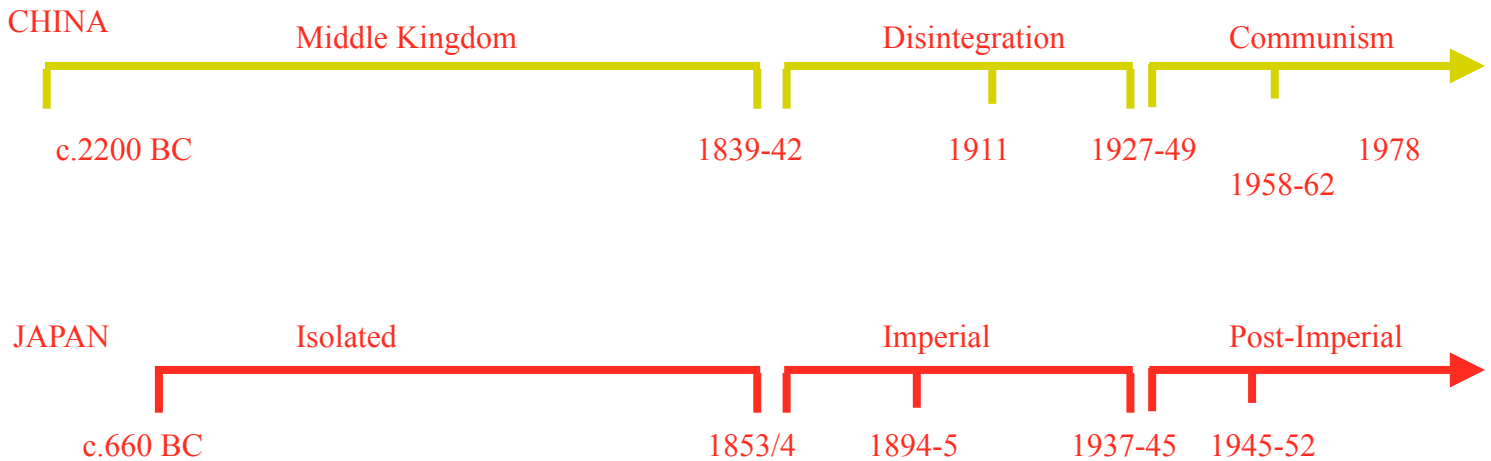 CHINA
Middle Kingdom Disintegration Communism
c.2200 BC 1839-42 1911 1927-49 1978
1958-62
JAPAN Isolated Imperial Post-Imperial
c.660 BC 1853/4 1894-5 1937-45 1945-52